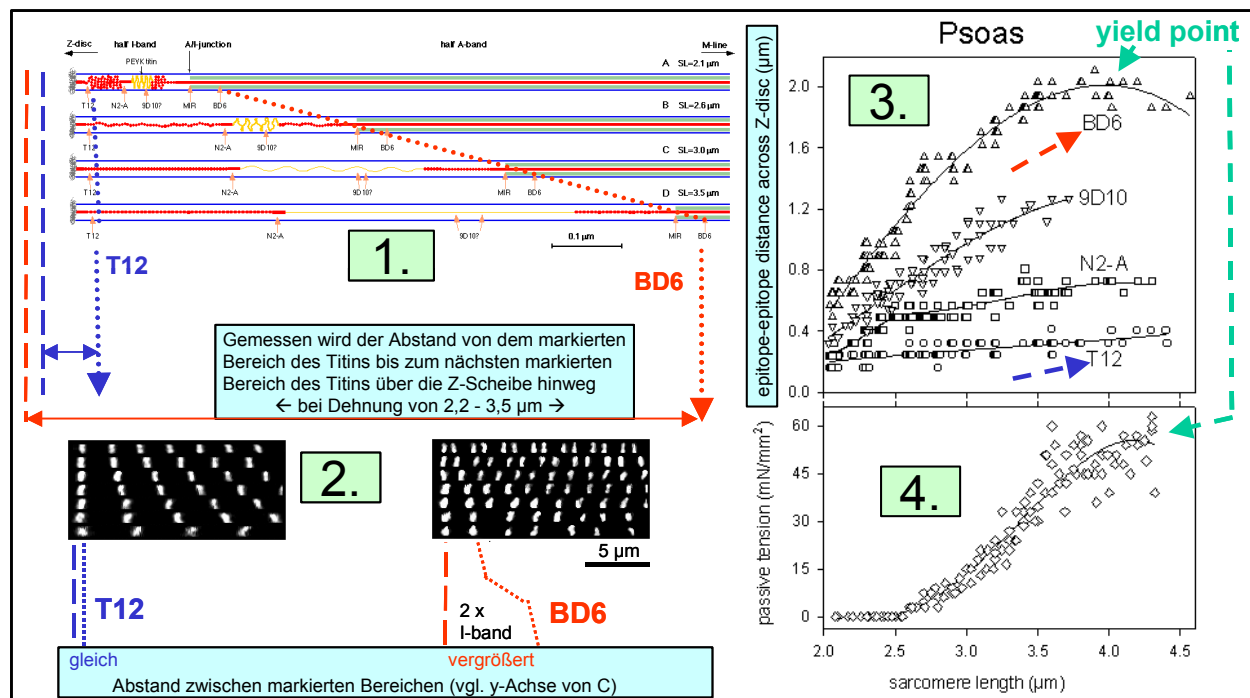 Z-disc
half I-band
A/I-junction
half A-band
M-line
PEYK titin
A SL=2.1 µm
T12 N2-A 9D10? MIR BD6
B SL=2.6 µm
T12 N2-A 9D10? MIR BD6
C SL=3.0 µm
T12 N2-A 9D10? MIR BD6
D SL=3.5 µm
T12 N2-A 9D10? MIR BD6
0.1 µm
1.
T12
BD6
Gemessen wird der Abstand von dem markierten
Bereich des Titins bis zum nächsten markierten
Bereich des Titins über die Z-Scheibe hinweg
← bei Dehnung von 2,2 - 3,5 µm →
2.
5 µm
T12
2 x
I-band
BD6
gleich
vergrößert
Abstand zwischen markierten Bereichen (vgl. y-Achse von C)
Psoas
yield point
3.
epitope-epitope distance across Z-disc (µm)
2.0
1.6
1.2
0.8
0.4
0.0
BD6
9D10
N2-A
T12
4.
passive tension (mN/mm²)
60
45
30
15
0
2.0 2.5 3.0 3.5 4.0 4.5
sarcomere length (µm)